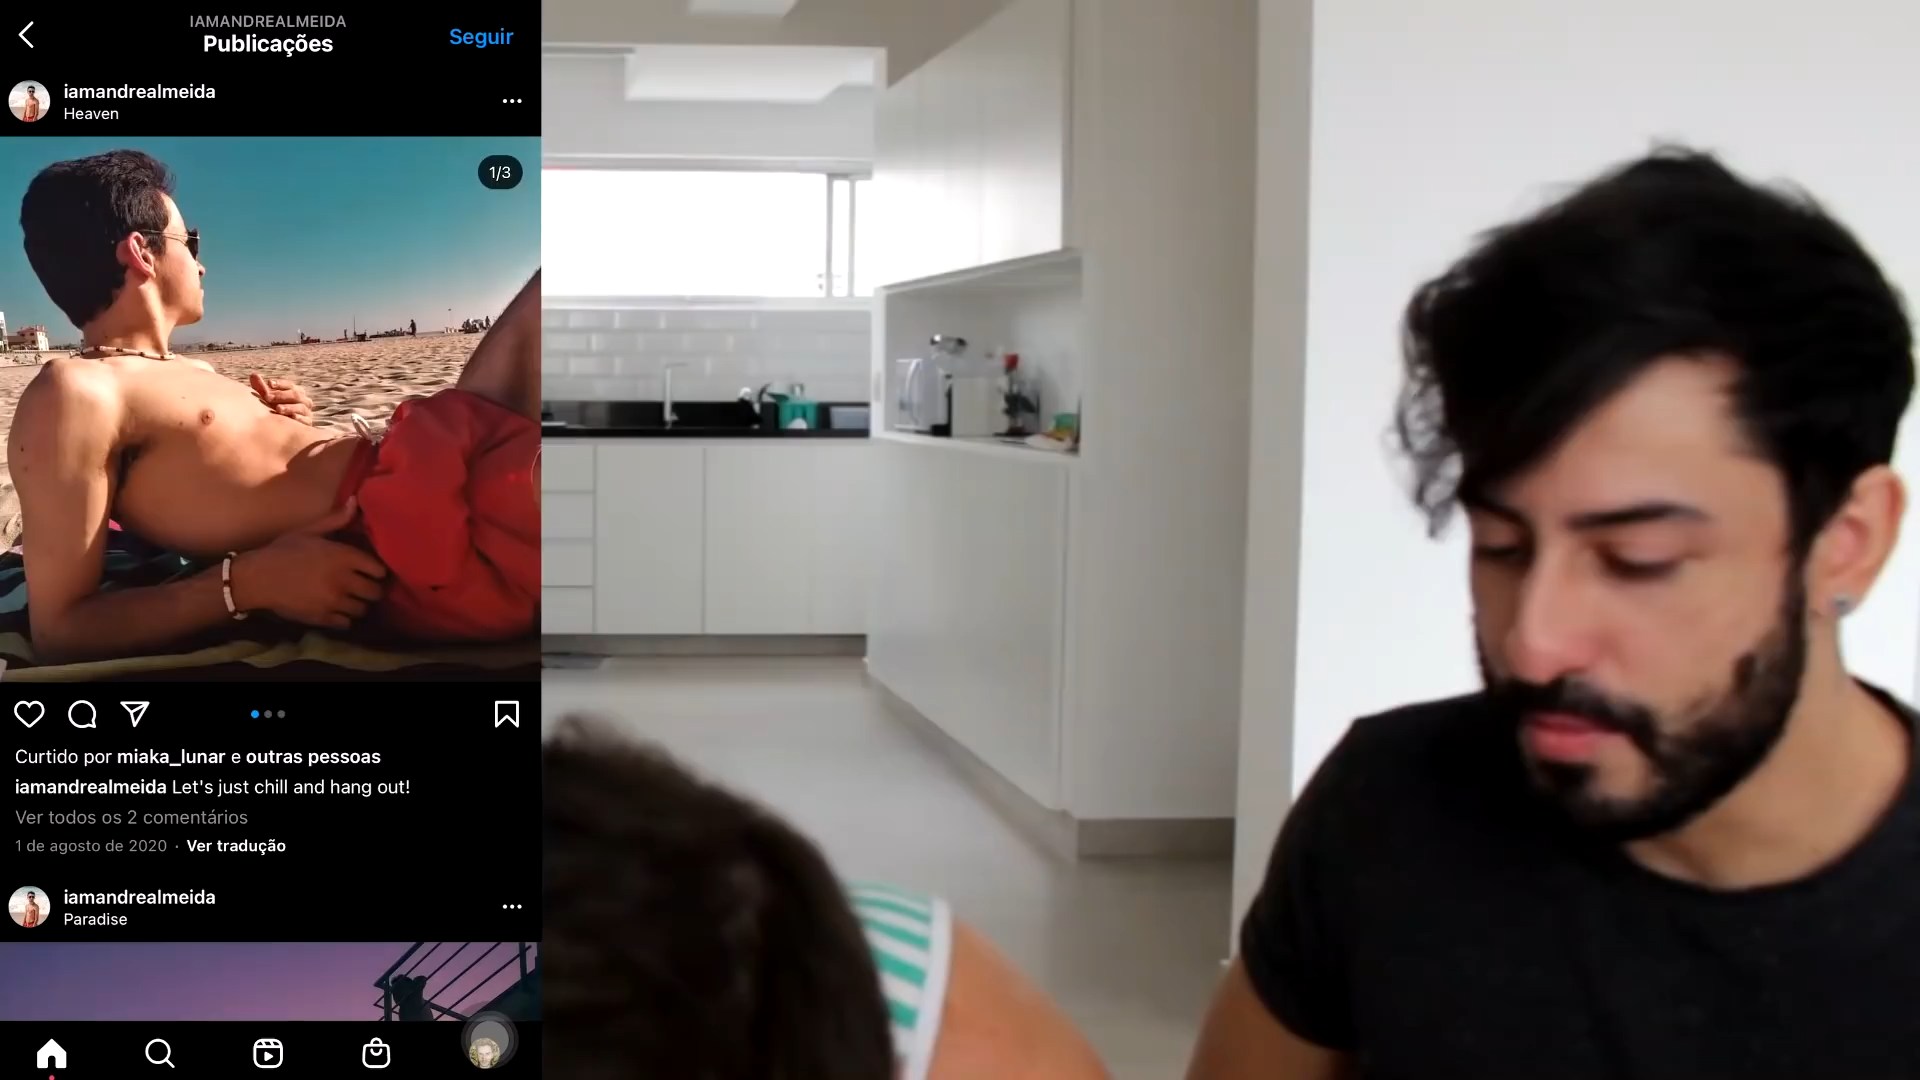 IAMANDREALMEIDA
Publicações
Seguir
iamandrealmeida
Heaven
1/3
Curtido por miaka_lunar e outras pessoas
iamandrealmeida Let's just chill and hang out!
Ver todos os 2 comentários
1 de agosto de 2020 · Ver tradução
iamandrealmeida
Paradise